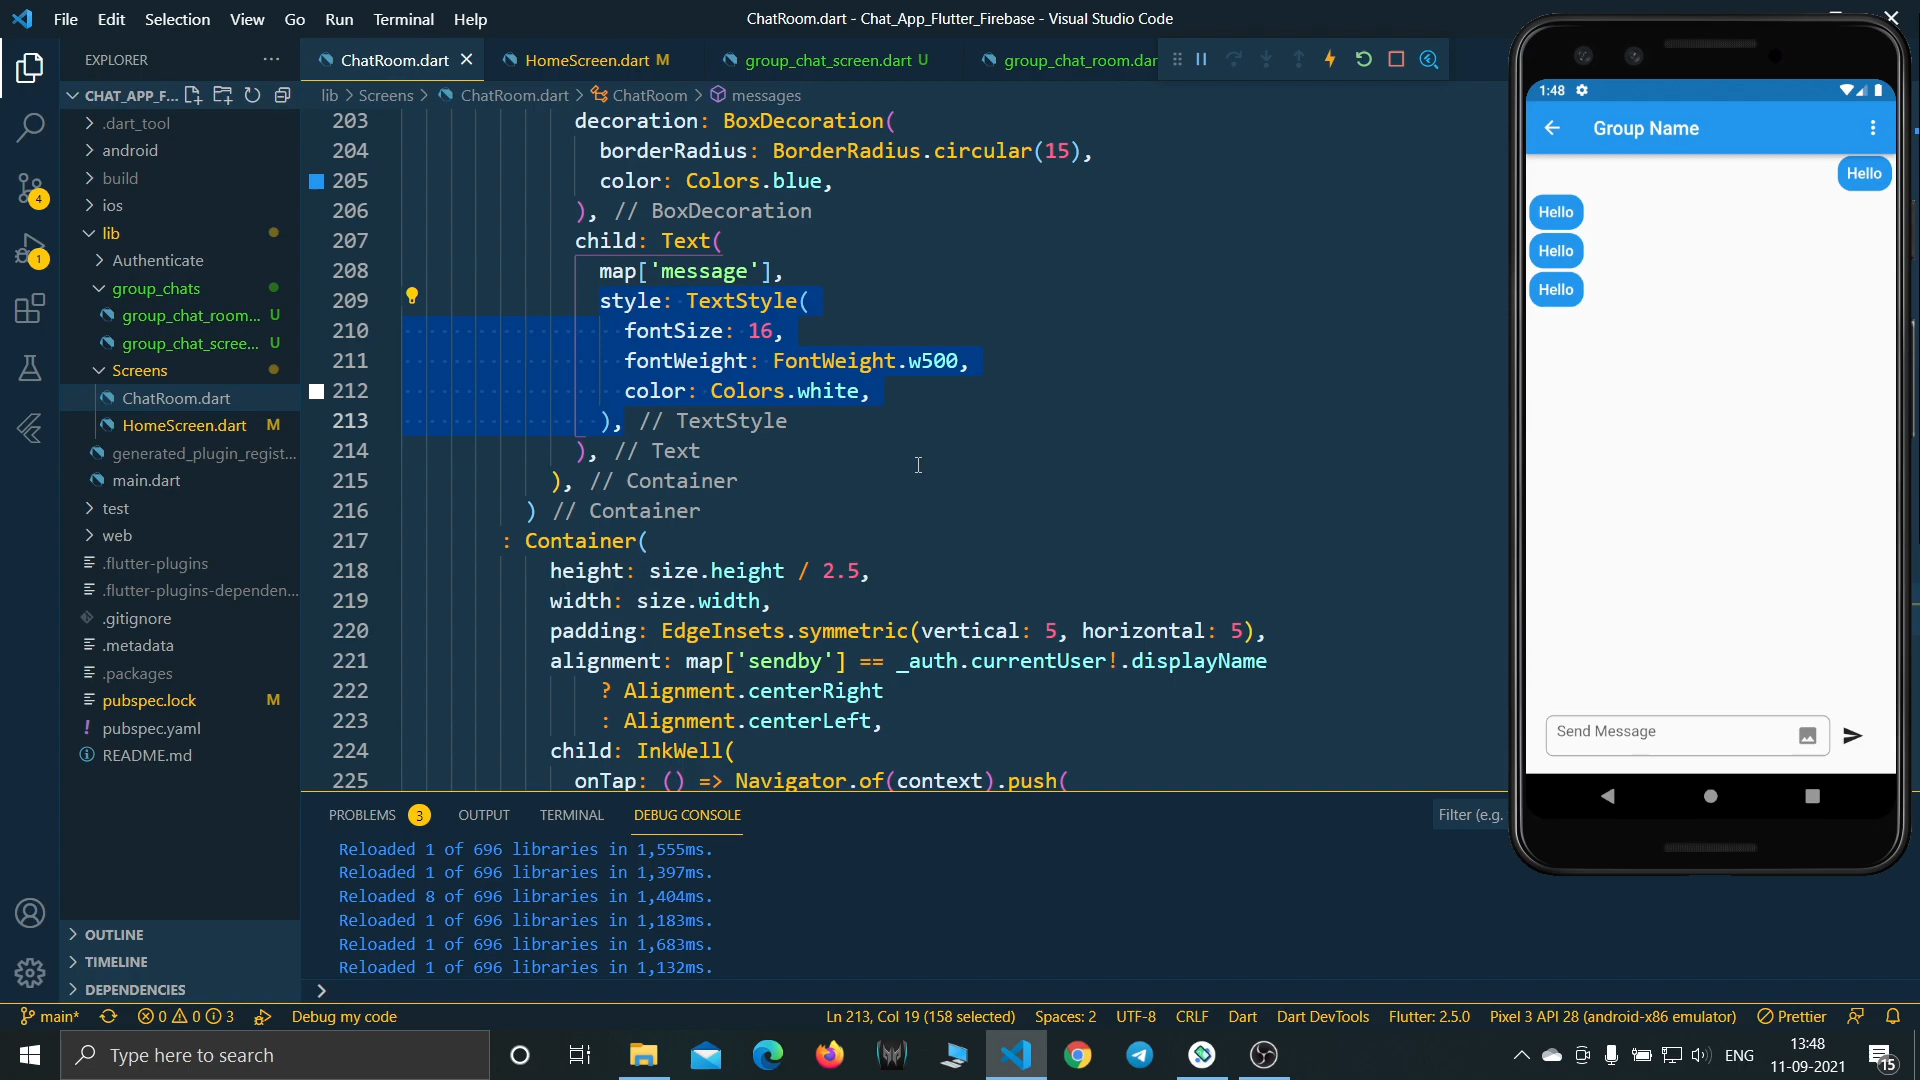 File Edit Selection View Go Run Terminal Help
ChatRoom.dart - Chat_App_Flutter_Firebase - Visual Studio Code
EXPLORER
ChatRoom.dart
HomeScreen.dart M
group_chat_screen.dart U
group_chat_room.dar
CHAT_APP_F...
.dart_tool
android
build
ios
lib
Authenticate
group_chats
group_chat_room... U
group_chat_scree... U
Screens
ChatRoom.dart
HomeScreen.dart M
generated_plugin_regist...
main.dart
test
web
.flutter-plugins
.flutter-plugins-dependen...
.gitignore
.metadata
.packages
pubspec.lock M
pubspec.yaml
README.md
OUTLINE
TIMELINE
DEPENDENCIES
4
1
lib > Screens > ChatRoom.dart > ChatRoom > messages
203 decoration: BoxDecoration(
204 borderRadius: BorderRadius.circular(15),
205 color: Colors.blue,
206 ), // BoxDecoration
207 child: Text(
208 map['message'],
209 style: TextStyle(
210 fontSize: 16,
211 fontWeight: FontWeight.w500,
212 color: Colors.white,
213 ), // TextStyle
214 ), // Text
215 ), // Container
216 ) // Container
217 : Container(
218 height: size.height / 2.5,
219 width: size.width,
220 padding: EdgeInsets.symmetric(vertical: 5, horizontal: 5),
221 alignment: map['sendby'] == _auth.currentUser!.displayName
222 ? Alignment.centerRight
223 : Alignment.centerLeft,
224 child: InkWell(
225 onTap: () => Navigator.of(context).push(
PROBLEMS 3 OUTPUT TERMINAL DEBUG CONSOLE
Filter (e.g.
Reloaded 1 of 696 libraries in 1,555ms.
Reloaded 1 of 696 libraries in 1,397ms.
Reloaded 8 of 696 libraries in 1,404ms.
Reloaded 1 of 696 libraries in 1,183ms.
Reloaded 1 of 696 libraries in 1,683ms.
Reloaded 1 of 696 libraries in 1,132ms.
1:48
Group Name
Hello
Hello
Hello
Hello
Send Message
main* 0 0 3 Debug my code
Ln 213, Col 19 (158 selected) Spaces: 2 UTF-8 CRLF Dart Dart DevTools Flutter: 2.5.0 Pixel 3 API 28 (android-x86 emulator) Prettier
Type here to search
ENG
13:48
11-09-2021
15